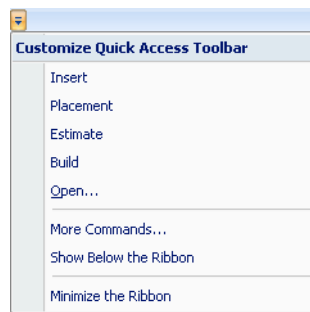 Customize Quick Access Toolbar
Insert
Placement
Estimate
Build
Open...
More Commands...
Show Below the Ribbon
Minimize the Ribbon